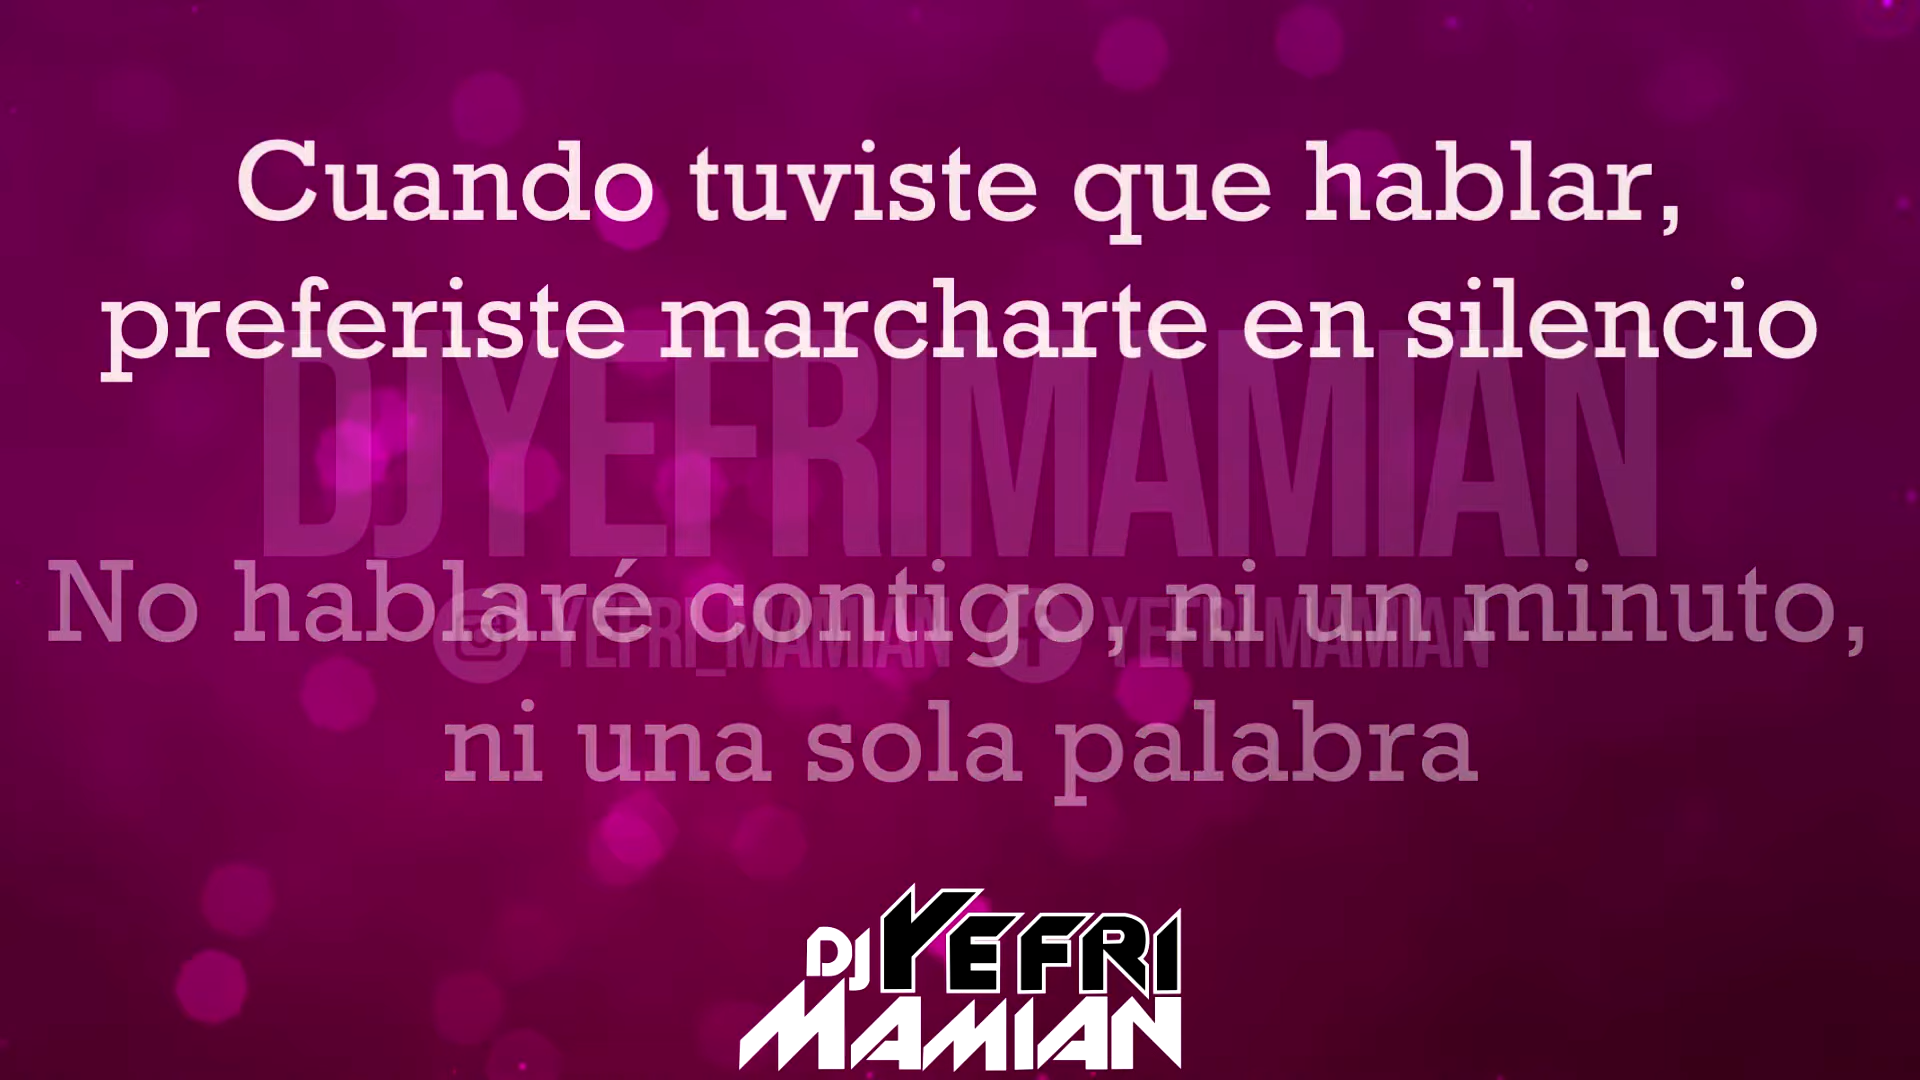 Cuando tuviste que hablar,
preferiste marcharte en silencio
DJYEFRIMAMIAN
No hablaré contigo, ni un minuto,
YEFRI_MAMIAN YEFRI MAMIAN
ni una sola palabra
DJ YEFRI
MAMIAN